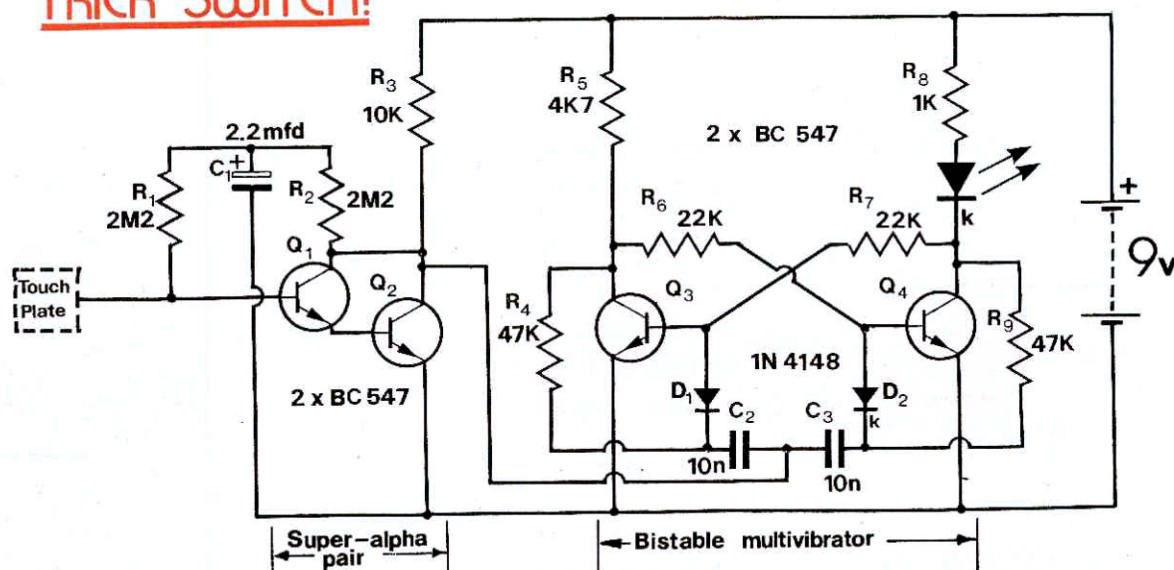 TRICK SWITCH!
R3
10K
R5
4K7
R8
1K
2 x BC 547
2.2mfd
C1
+
R1
2M2
R2
2M2
R6
22K
R7
22K
k
+
9v
Touch
Plate
Q1
Q2
Q3
Q4
R4
47K
R9
47K
1N 4148
2 x BC 547
D1
C2
10n
C3
10n
D2
k
Super-alpha
pair
Bistable multivibrator